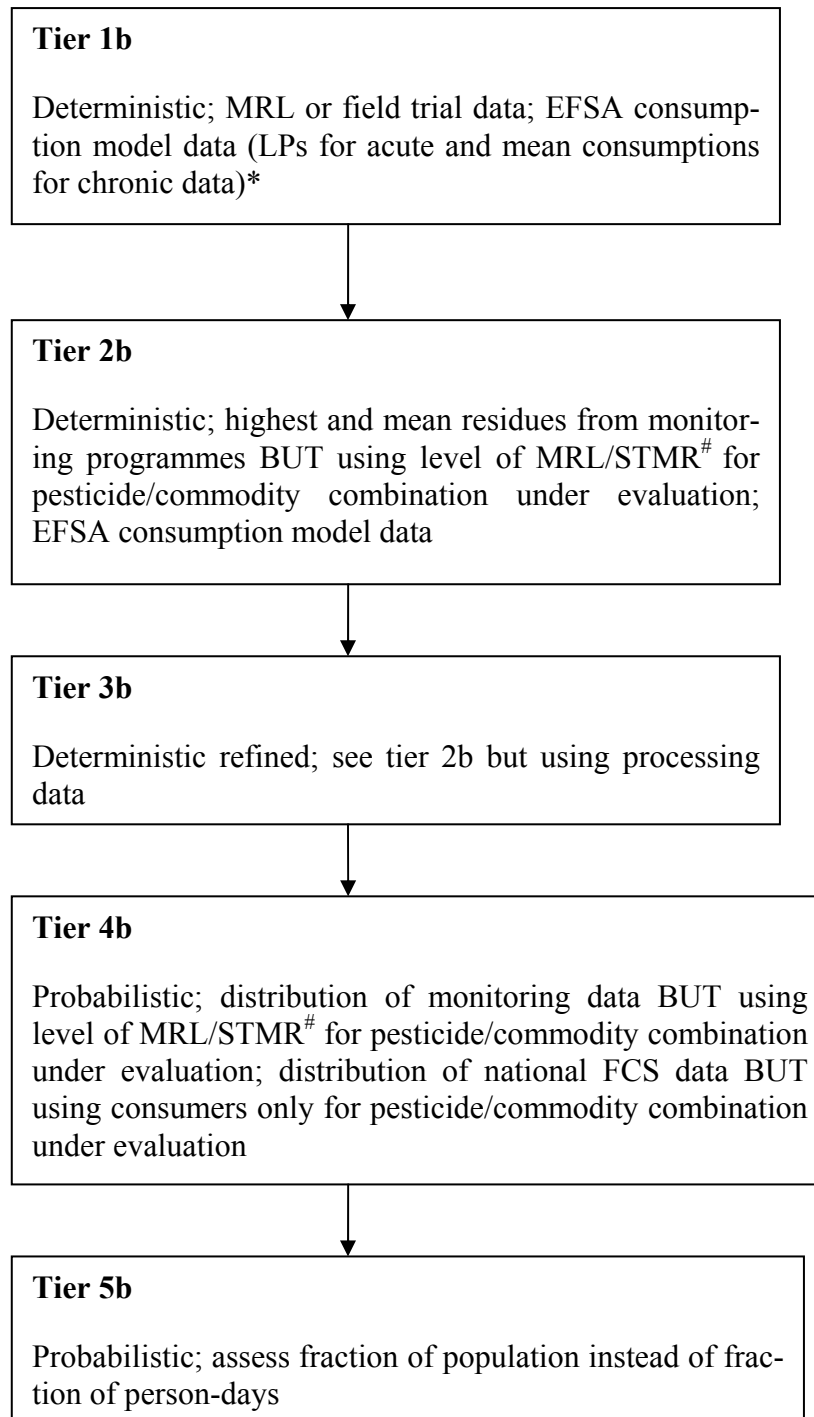 Tier 1b
Deterministic; MRL or field trial data; EFSA consump-
tion model data (LPs for acute and mean consumptions
for chronic data)*
Tier 2b
Deterministic; highest and mean residues from monitor-
ing programmes BUT using level of MRL/STMR# for
pesticide/commodity combination under evaluation;
EFSA consumption model data
Tier 3b
Deterministic refined; see tier 2b but using processing
data
Tier 4b
Probabilistic; distribution of monitoring data BUT using
level of MRL/STMR# for pesticide/commodity combination
under evaluation; distribution of national FCS data BUT
using consumers only for pesticide/commodity combination
under evaluation
Tier 5b
Probabilistic; assess fraction of population instead of frac-
tion of person-days